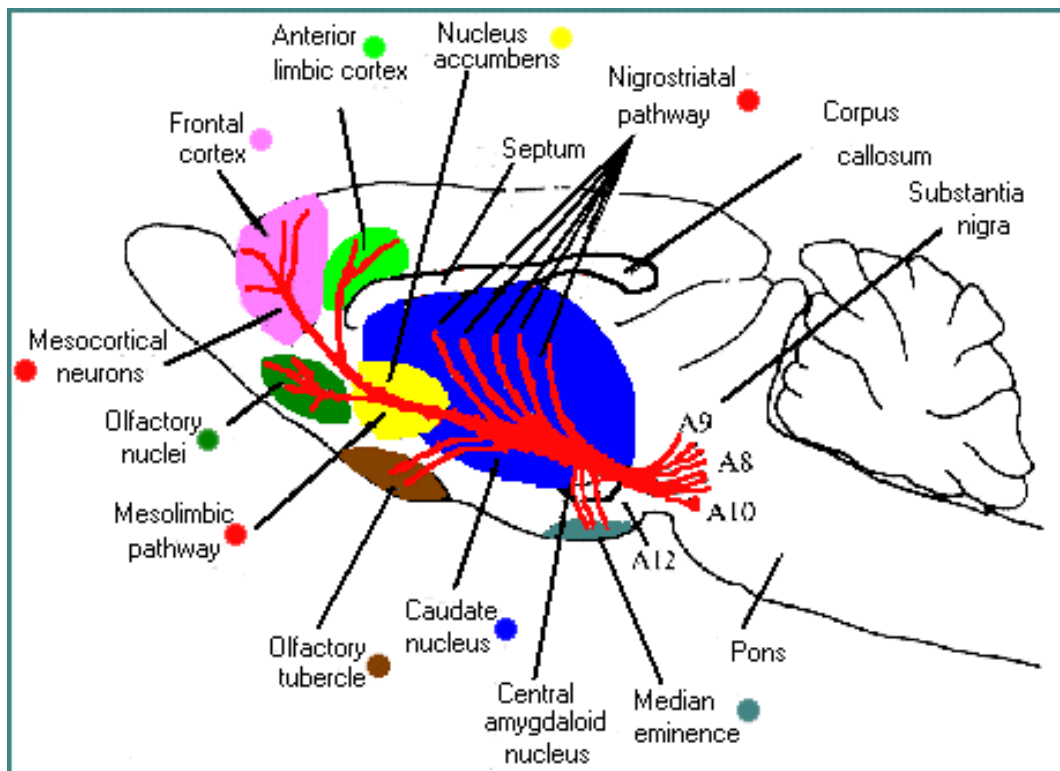 Anterior
limbic cortex
Nucleus
accumbens
Nigrostriatal
pathway
Corpus
callosum
Frontal
cortex
Septum
Substantia
nigra
Mesocortical
neurons
Olfactory
nuclei
Mesolimbic
pathway
A9
A8
A10
A12
Olfactory
tubercle
Caudate
nucleus
Central
amygdaloid
nucleus
Median
eminence
Pons